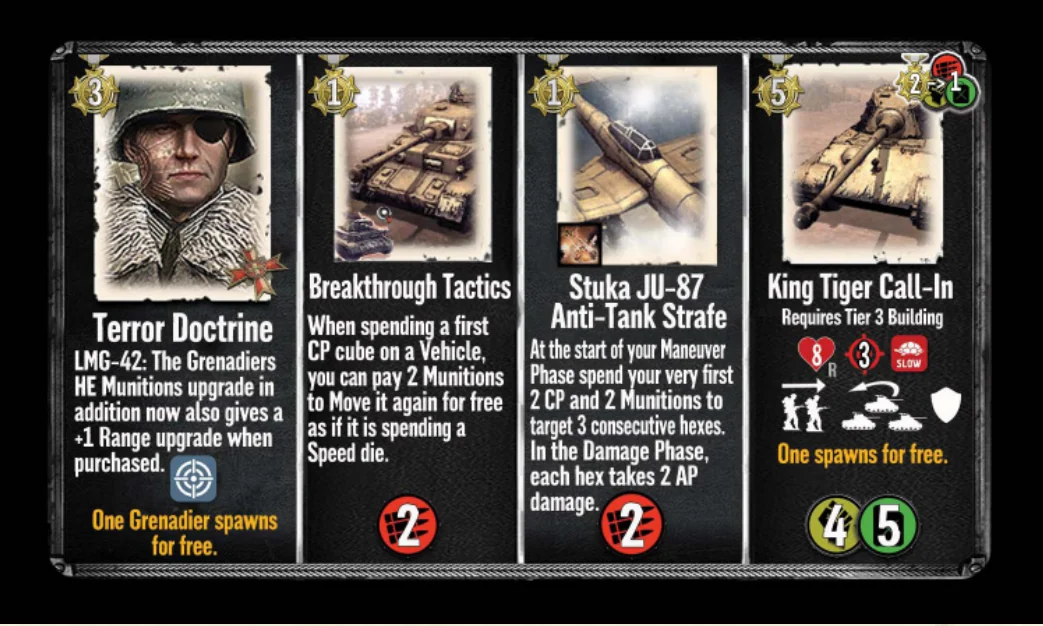 3
Terror Doctrine
LMG-42: The Grenadiers
HE Munitions upgrade in
addition now also gives a
+1 Range upgrade when
purchased.
One Grenadier spawns
for free.
1
Breakthrough Tactics
When spending a first
CP cube on a Vehicle,
you can pay 2 Munitions
to Move it again for free
as if it is spending a
Speed die.
2
1
Stuka JU-87
Anti-Tank Strafe
At the start of your Maneuver
Phase spend your very first
2 CP and 2 Munitions to
target 3 consecutive hexes.
In the Damage Phase,
each hex takes 2 AP
damage.
2
5
2 → 1
King Tiger Call-In
Requires Tier 3 Building
8 R 3 SLOW
One spawns for free.
4 5